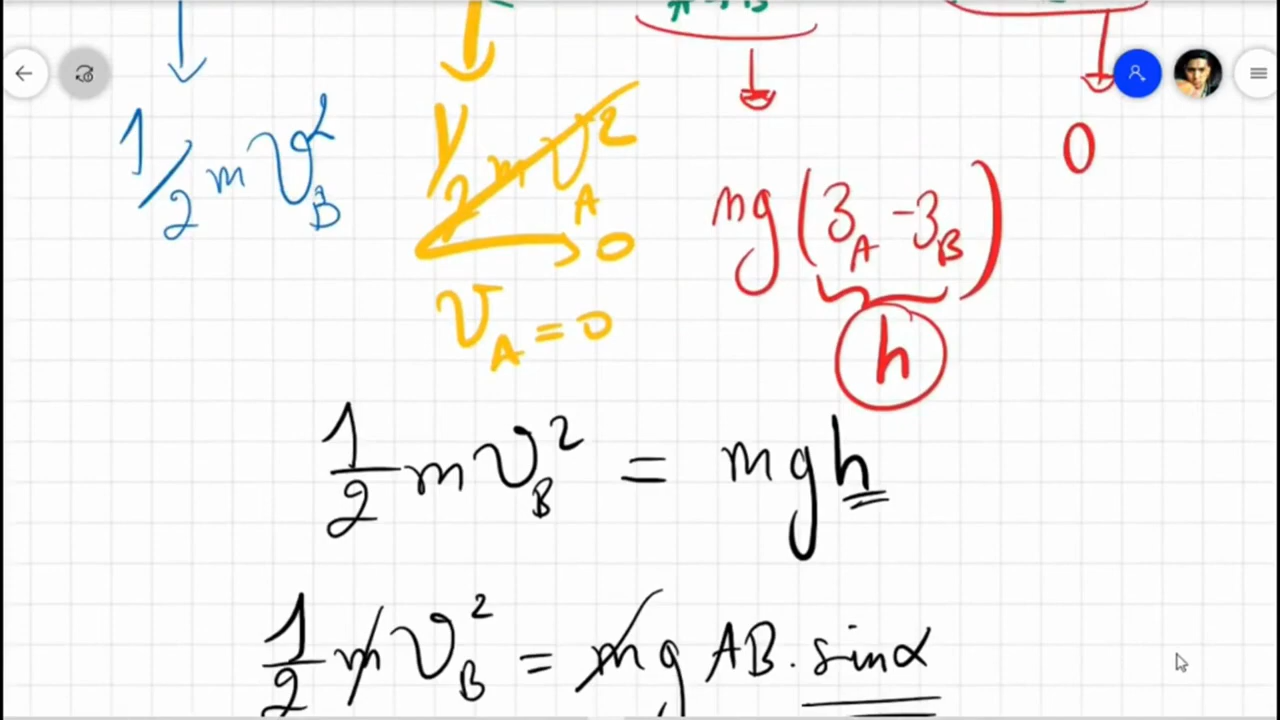 1/2 m v_B^2
1/2 m v_A^2
0
0
mg(3_A - 3_B)
v_A = 0
h
1/2 m v_B^2 = mgh
1/2 m v_B^2 = mg AB . sinα